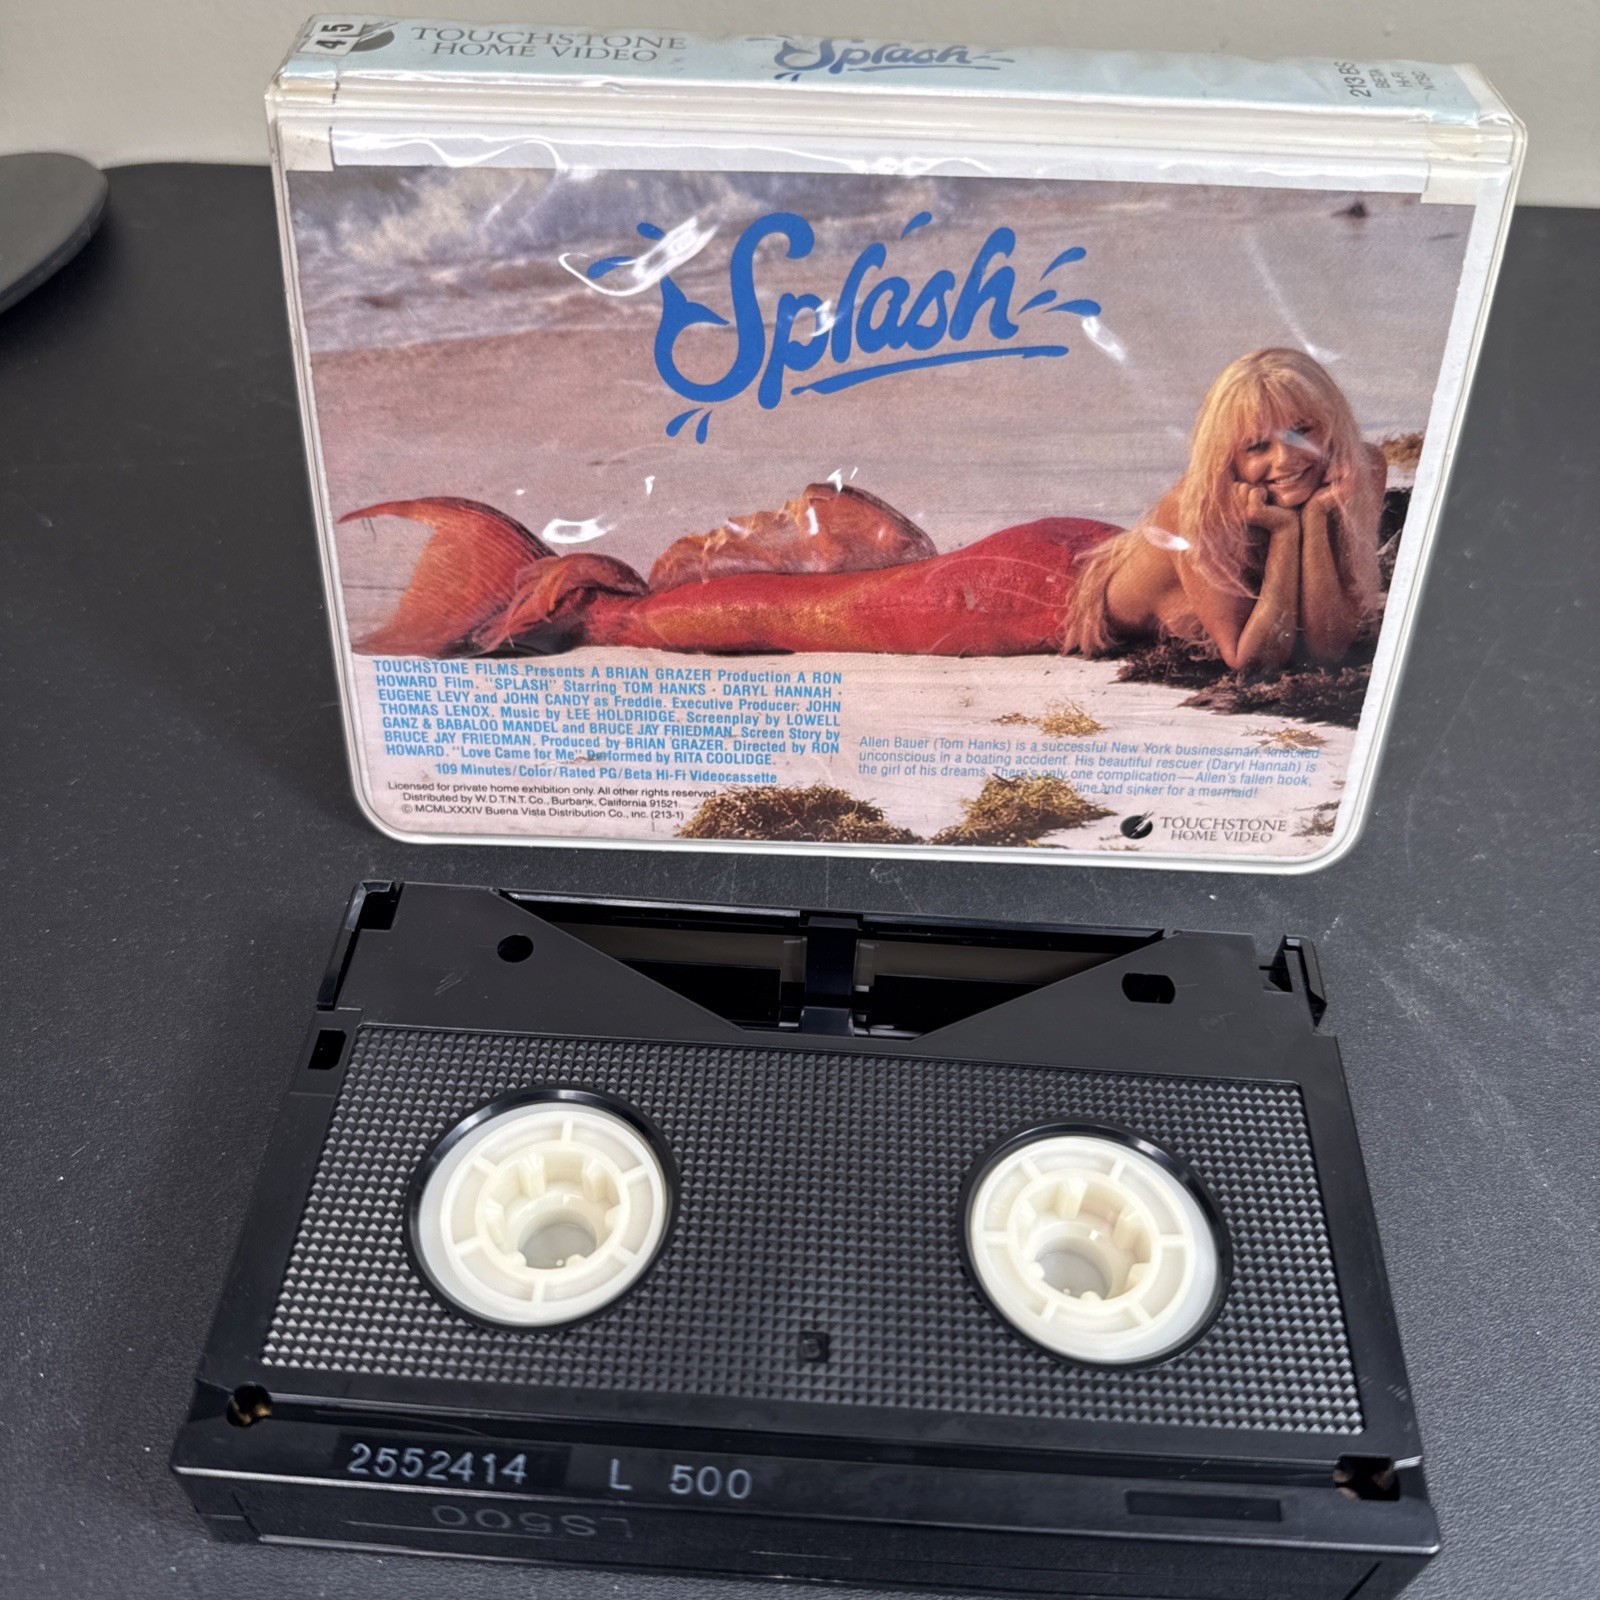 45
TOUCHSTONE
HOME VIDEO
Splash
213 BS
BETA
HI-FI
NTSC
Splash
TOUCHSTONE FILMS Presents A BRIAN GRAZER Production A RON
HOWARD Film. "SPLASH" Starring TOM HANKS · DARYL HANNAH ·
EUGENE LEVY and JOHN CANDY as Freddie. Executive Producer: JOHN
THOMAS LENOX. Music by LEE HOLDRIDGE. Screenplay by LOWELL
GANZ & BABALOO MANDEL and BRUCE JAY FRIEDMAN. Screen Story by
BRUCE JAY FRIEDMAN. Produced by BRIAN GRAZER. Directed by RON
HOWARD. "Love Came for Me" Performed by RITA COOLIDGE.
109 Minutes/Color/Rated PG/Beta Hi-Fi Videocassette
Licensed for private home exhibition only. All other rights reserved
Distributed by W.D.T.N.T. Co., Burbank, California 91521.
© MCMLXXXIV Buena Vista Distribution Co., Inc. (213-1)
Allen Bauer (Tom Hanks) is a successful New York businessman, knocked
unconscious in a boating accident. His beautiful rescuer (Daryl Hannah) is
the girl of his dreams. There's only one complication—Allen's fallen hook,
line and sinker for a mermaid!
TOUCHSTONE
HOME VIDEO
2552414 L 500
LS500